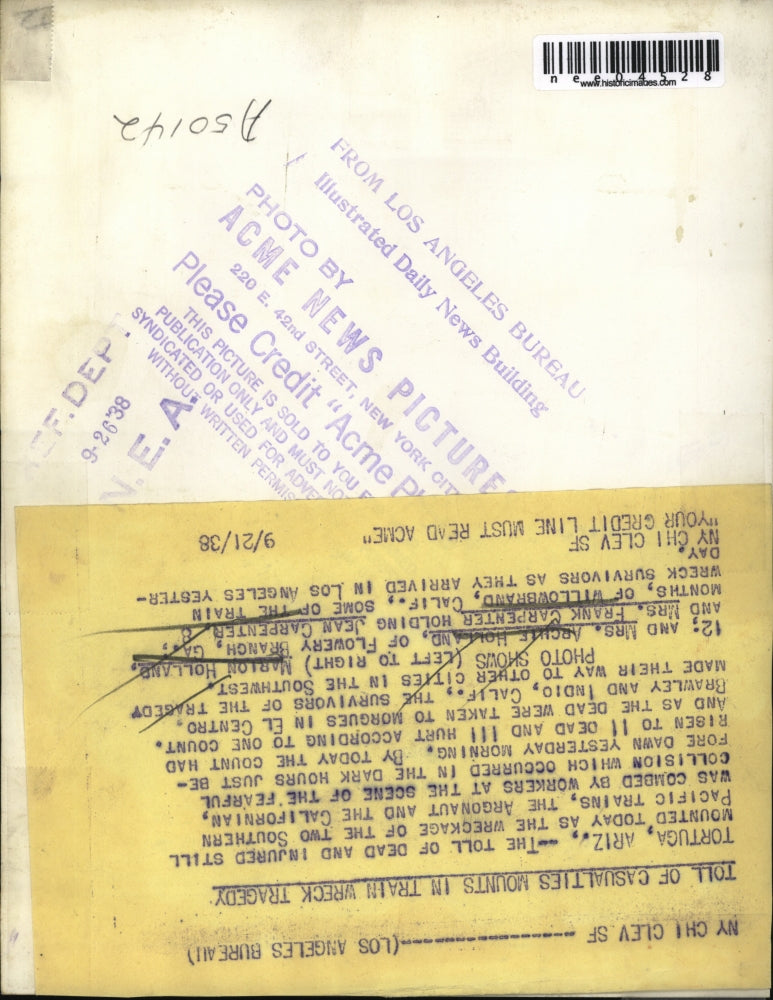 n e e 0 4 5 2 8
www.historicimages.com
A50142
FROM LOS ANGELES BUREAU
Illustrated Daily News Building
PHOTO BY
ACME NEWS PICTURES
220 E. 42nd STREET, NEW YORK CIT
Please Credit "Acme P
THIS PICTURE IS SOLD TO YOU F
PUBLICATION ONLY AND MUST NO
SYNDICATED OR USED FOR ADVE
WITHOUT WRITTEN PERMIS
EF. DEPT.
9-26'38
N. E. A.
NY CHI CLEV SF --------------------(LOS ANGELES BUREAU)
TOLL OF CASUALTIES MOUNTS IN TRAIN WRECK TRAGEDY
TORTUGA, ARIZ. --THE TOLL OF DEAD AND INJURED STILL
MOUNTED TODAY AS THE WRECKAGE OF THE TWO SOUTHERN
PACIFIC TRAINS, THE ARGONAUT AND THE CALIFORNIAN,
WAS COMBED BY WORKERS AT THE SCENE OF THE FEARFUL
COLLISION WHICH OCCURRED IN THE DARK HOURS JUST BE-
FORE DAWN YESTERDAY MORNING. BY TODAY THE COUNT HAD
RISEN TO 11 DEAD AND 111 HURT ACCORDING TO ONE COUNT.
AND AS THE DEAD WERE TAKEN TO MORGUES IN EL CENTRO,
BRAWLEY AND INDIO, CALIF., THE SURVIVORS OF THE TRAGEDY
MADE THEIR WAY TO OTHER CITIES IN THE SOUTHWEST.
PHOTO SHOWS (LEFT TO RIGHT) MARION HOLLAND,
12; AND MRS. ARCHIE HOLLAND, OF FLOWERY BRANCH, GA.,
AND MRS. FRANK CARPENTER HOLDING JEAN CARPENTER, 8
MONTHS, OF WILLOWBRAND, CALIF., SOME OF THE TRAIN
WRECK SURVIVORS AS THEY ARRIVED IN LOS ANGELES YESTER-
DAY.
NY CHI CLEV SF
"YOUR CREDIT LINE MUST READ ACME" 9/21/38